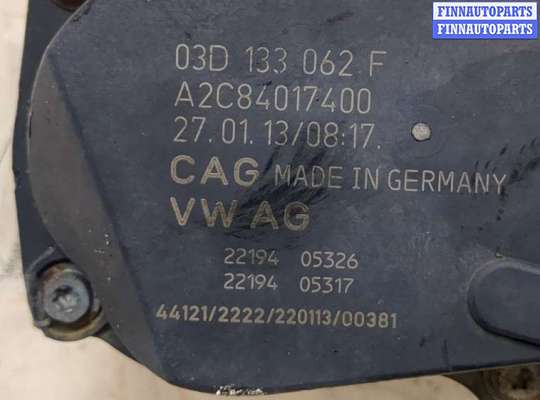 FINNAUTOPARTS
FINNAUTOPARTS
03D 133 062 F
A2C84017400
27.01.13/08:17.
CAG MADE IN GERMANY
VW AG
22194 05326
22194 05317
44121/2222/220113/00381